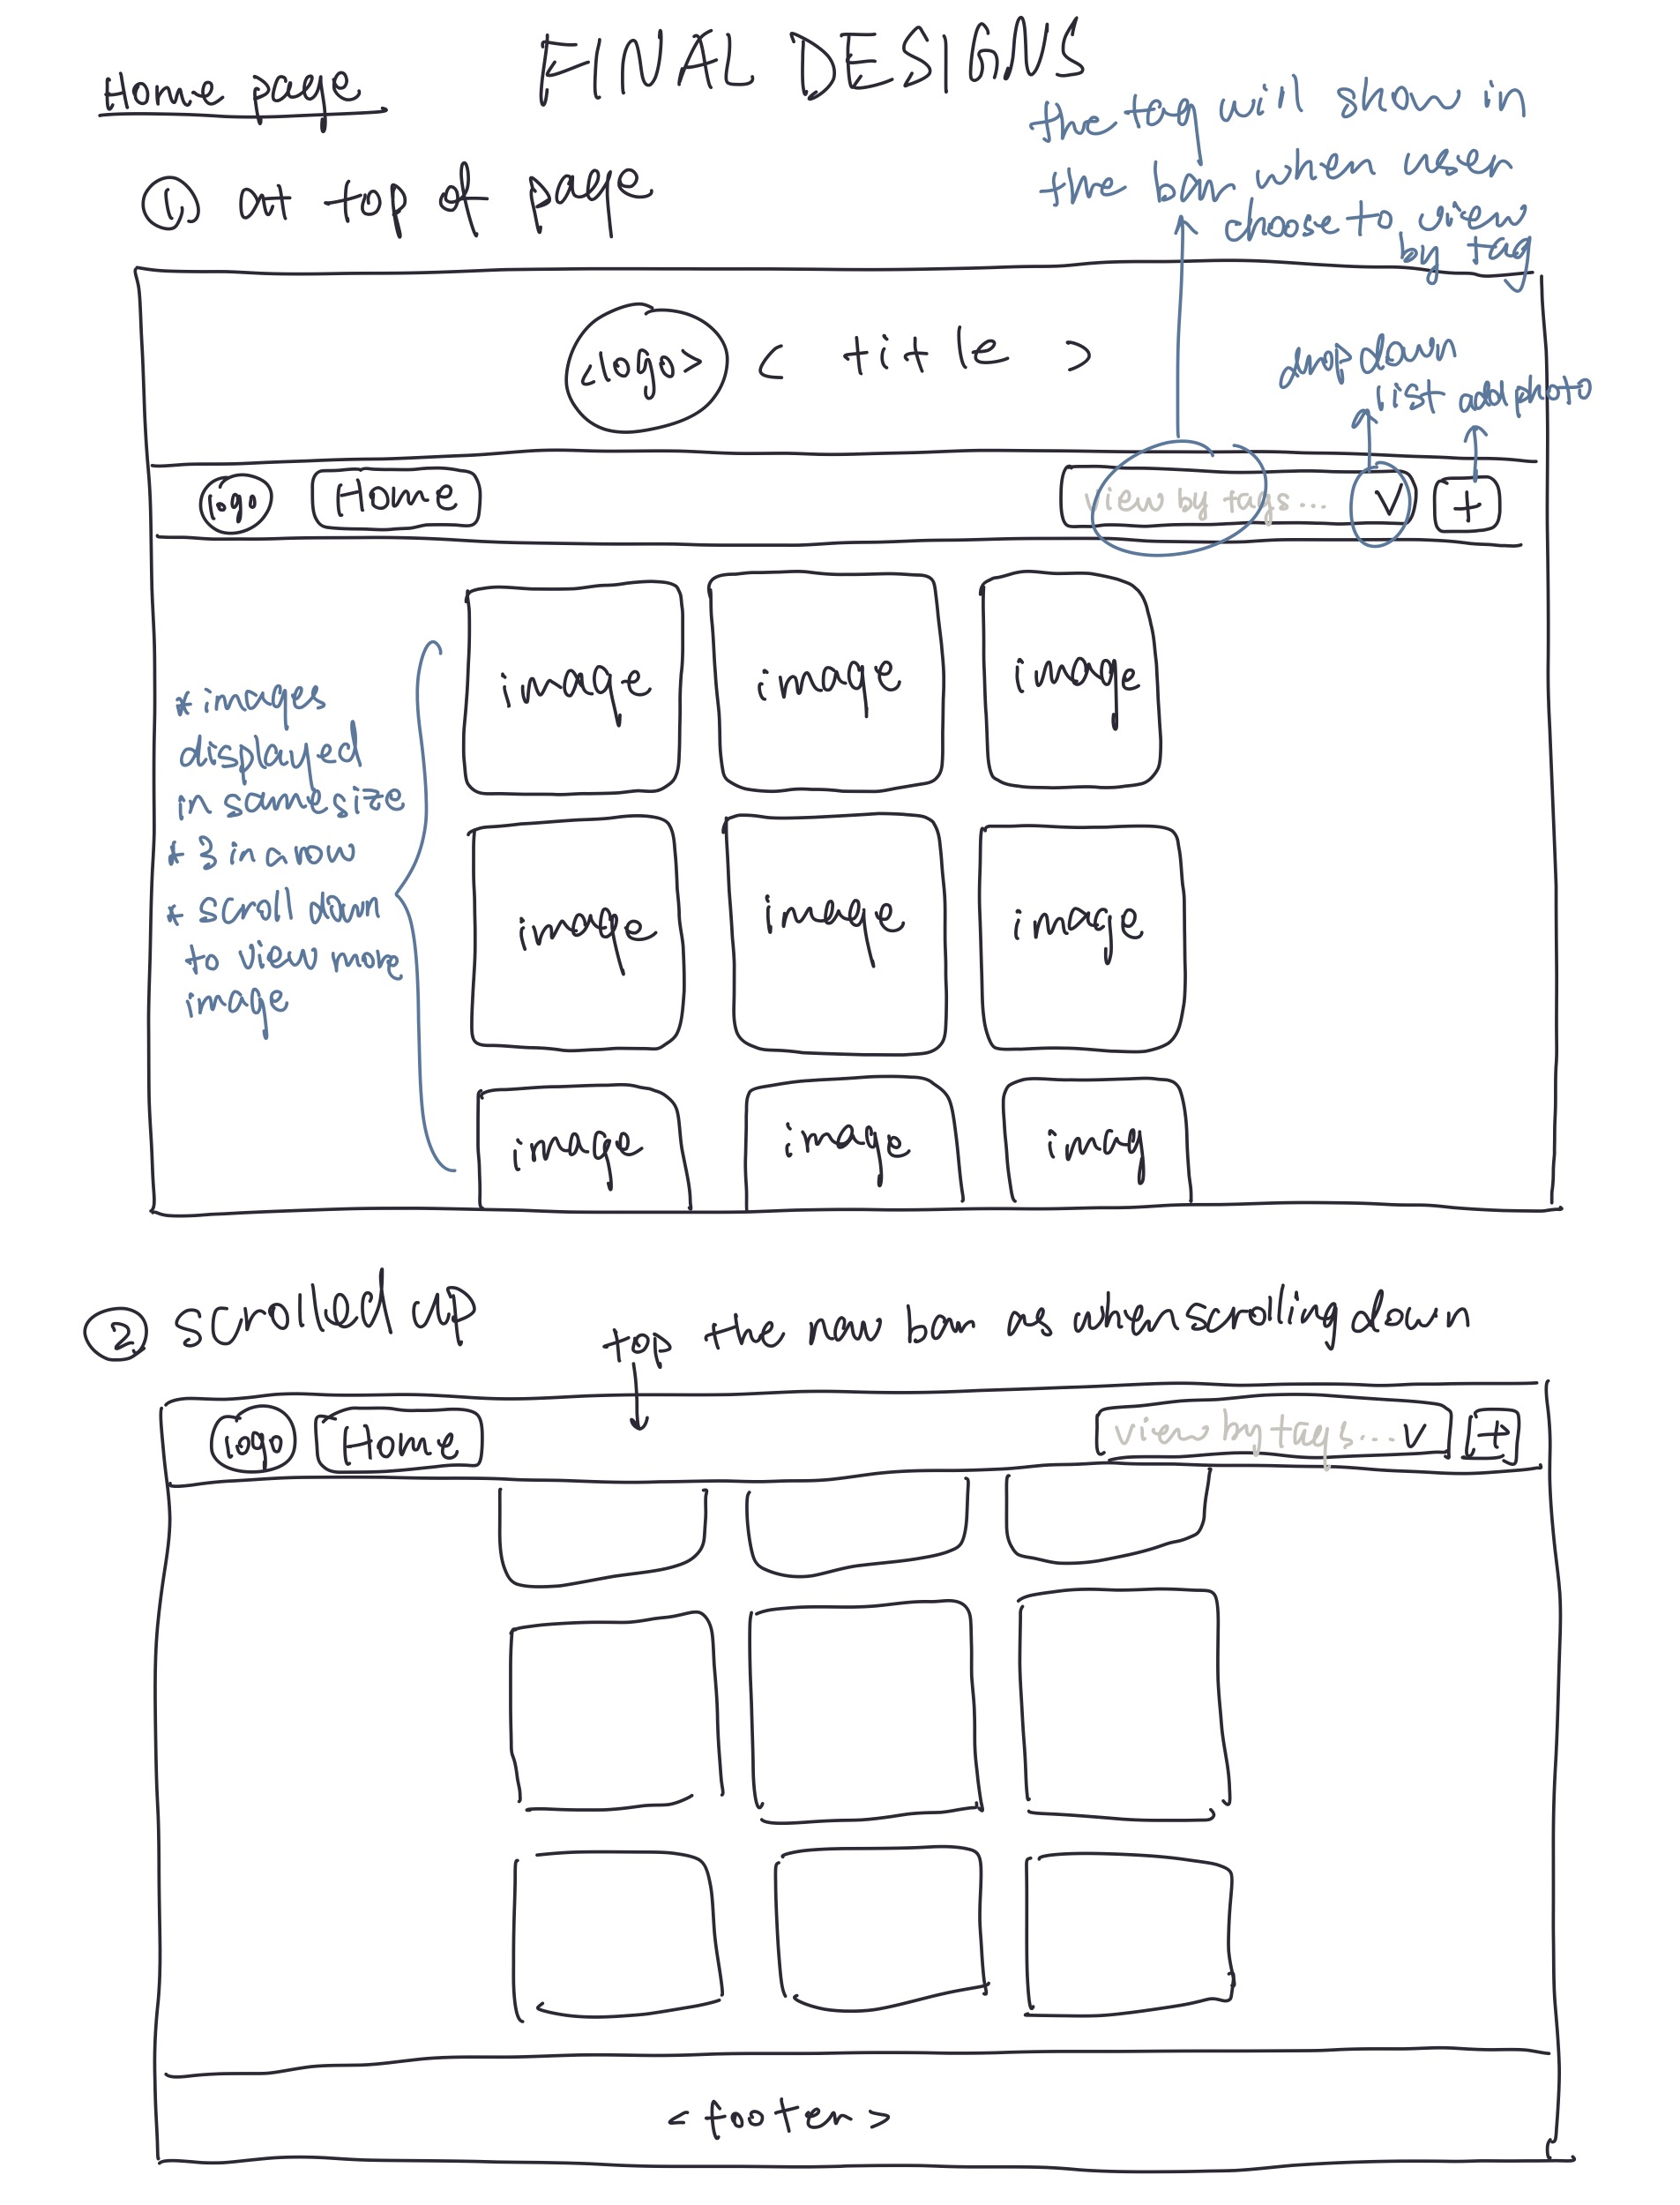 FINAL DESIGNS
Home page
① at top of page
the tag will show in
the bar when user
choose to view
by tag
<logo> < title >
drop down
list add photo
logo Home view by tags... V +
image image image
* images
displayed
in same size
* 3 in a row
* scroll down
to view more
image
image image image
image image imag
② scrolled up
top the nav bar as when scrolling down
logo Home view by tags... V +
<footer>